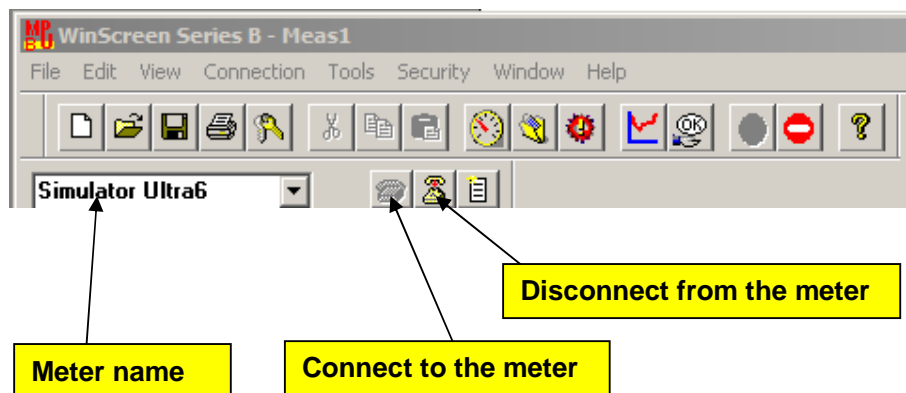 WinScreen Series B - Meas1
File Edit View Connection Tools Security Window Help
OK ?
Simulator Ultra6
Disconnect from the meter
Meter name
Connect to the meter